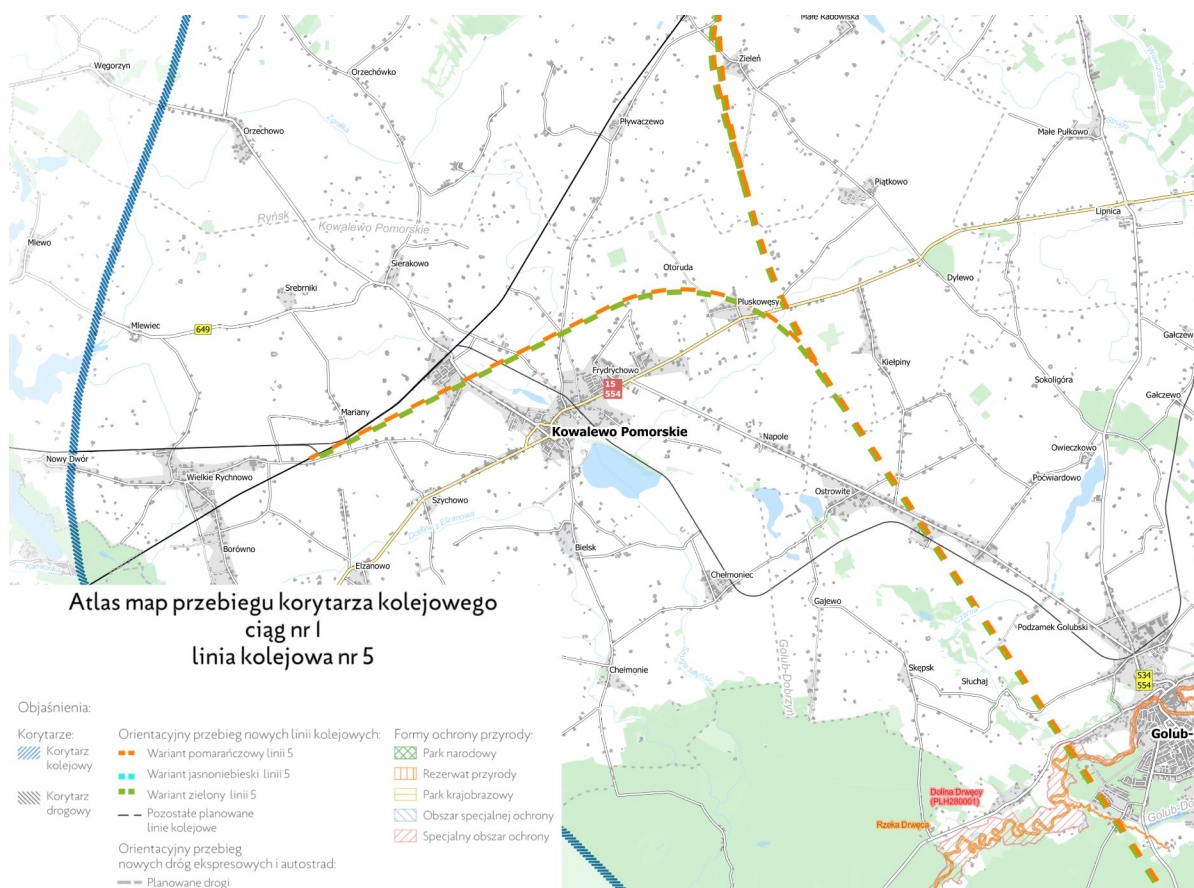 Małe Radowiska
Węgorzyn
Orzechówko
Zieleń
Wieczorznia
Zgniłka
Pływaczewo
Struga
Orzechowo
Małe Pułkowo
Piątkowo
Ryńsk
Kowalewo Pomorskie
Lipnica
Mlewo
Sierakowo
Otoruda
Dylewo
Srebrniki
Pluskowęsy
Mlewiec
649
Gałczewo
Kiełpiny
Frydrychowo
15
554
Sokoligóra
Gałczewo
Mariany
Kowalewo Pomorskie
Napole
Nowy Dwór
Owieczkowo
Wielkie Rychnowo
Poćwiardowo
Ostrowite
Szychowo
Borówno
Bielsk
Elzanowo
Chełmoniec
Gajewo
Podzamek Golubski
Atlas map przebiegu korytarza kolejowego
ciąg nr I
linia kolejowa nr 5
Chełmonie
Golub-Dobrzyń
Skępsk
Słuchaj
534
554
Golub-
Objaśnienia:
Korytarze:
Korytarz
kolejowy
Korytarz
drogowy
Orientacyjny przebieg nowych linii kolejowych:
Wariant pomarańczowy linii 5
Wariant jasnoniebieski linii 5
Wariant zielony linii 5
Pozostałe planowane
linie kolejowe
Orientacyjny przebieg
nowych dróg ekspresowych i autostrad:
Planowane drogi
Formy ochrony przyrody:
Park narodowy
Rezerwat przyrody
Park krajobrazowy
Obszar specjalnej ochrony
Specjalny obszar ochrony
Dolina Drwęcy
(PLH280001)
Rzeka Drwęca